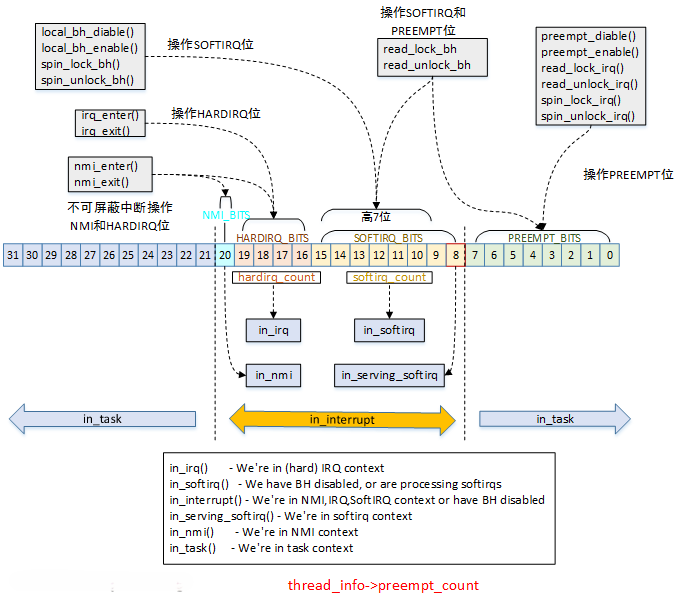 local_bh_diable()
local_bh_enable()
spin_lock_bh()
spin_unlock_bh()
操作SOFTIRQ位
操作SOFTIRQ和
PREEMPT位
read_lock_bh
read_unlock_bh
preempt_diable()
preempt_enable()
read_lock_irq()
read_unlock_irq()
spin_lock_irq()
spin_unlock_irq()
irq_enter()
irq_exit()
操作HARDIRQ位
nmi_enter()
nmi_exit()
操作PREEMPT位
不可屏蔽中断操作
NMI和HARDIRQ位
NMI_BITS
高7位
HARDIRQ_BITS
SOFTIRQ_BITS
PREEMPT_BITS
31 30 29 28 27 26 25 24 23 22 21 20 19 18 17 16 15 14 13 12 11 10 9 8 7 6 5 4 3 2 1 0
hardirq_count
softirq_count
in_irq
in_softirq
in_nmi
in_serving_softirq
in_task
in_interrupt
in_task
in_irq() - We're in (hard) IRQ context
in_softirq() - We have BH disabled, or are processing softirqs
in_interrupt() - We're in NMI,IRQ,SoftIRQ context or have BH disabled
in_serving_softirq() - We're in softirq context
in_nmi() - We're in NMI context
in_task() - We're in task context
thread_info->preempt_count